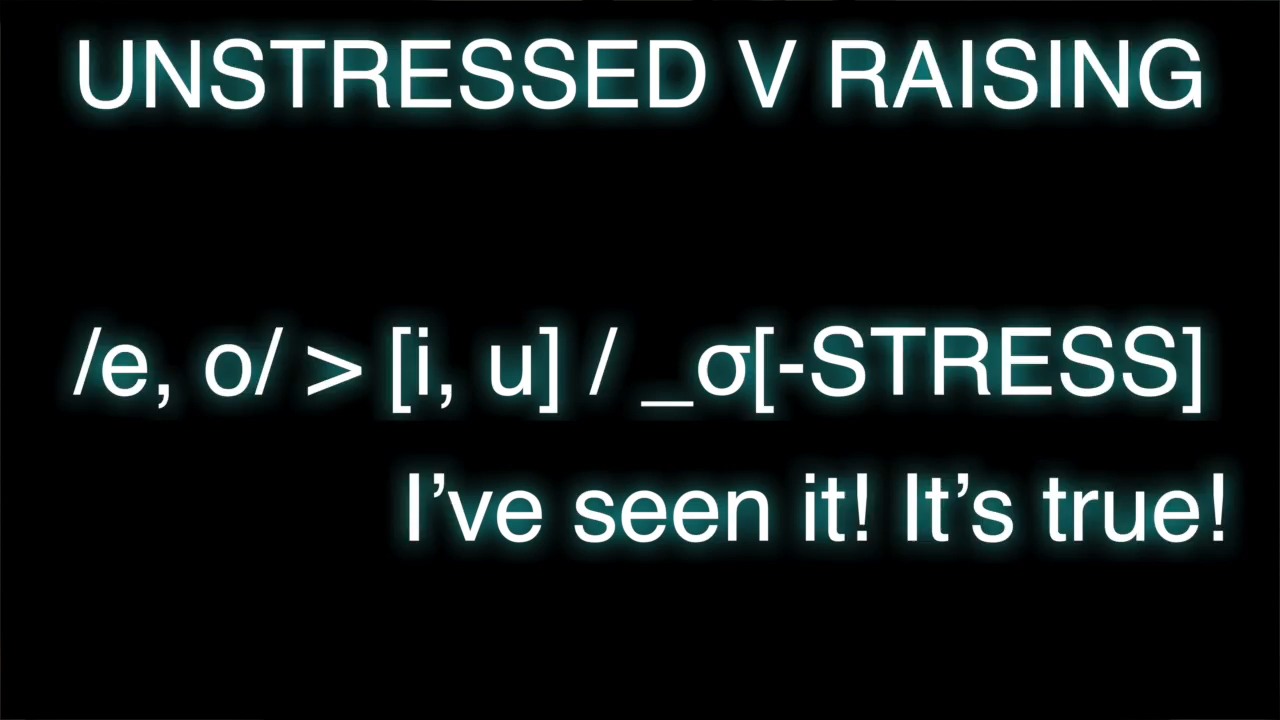 UNSTRESSED V RAISING
/e, o/ > [i, u] / _σ[-STRESS]
I’ve seen it! It’s true!